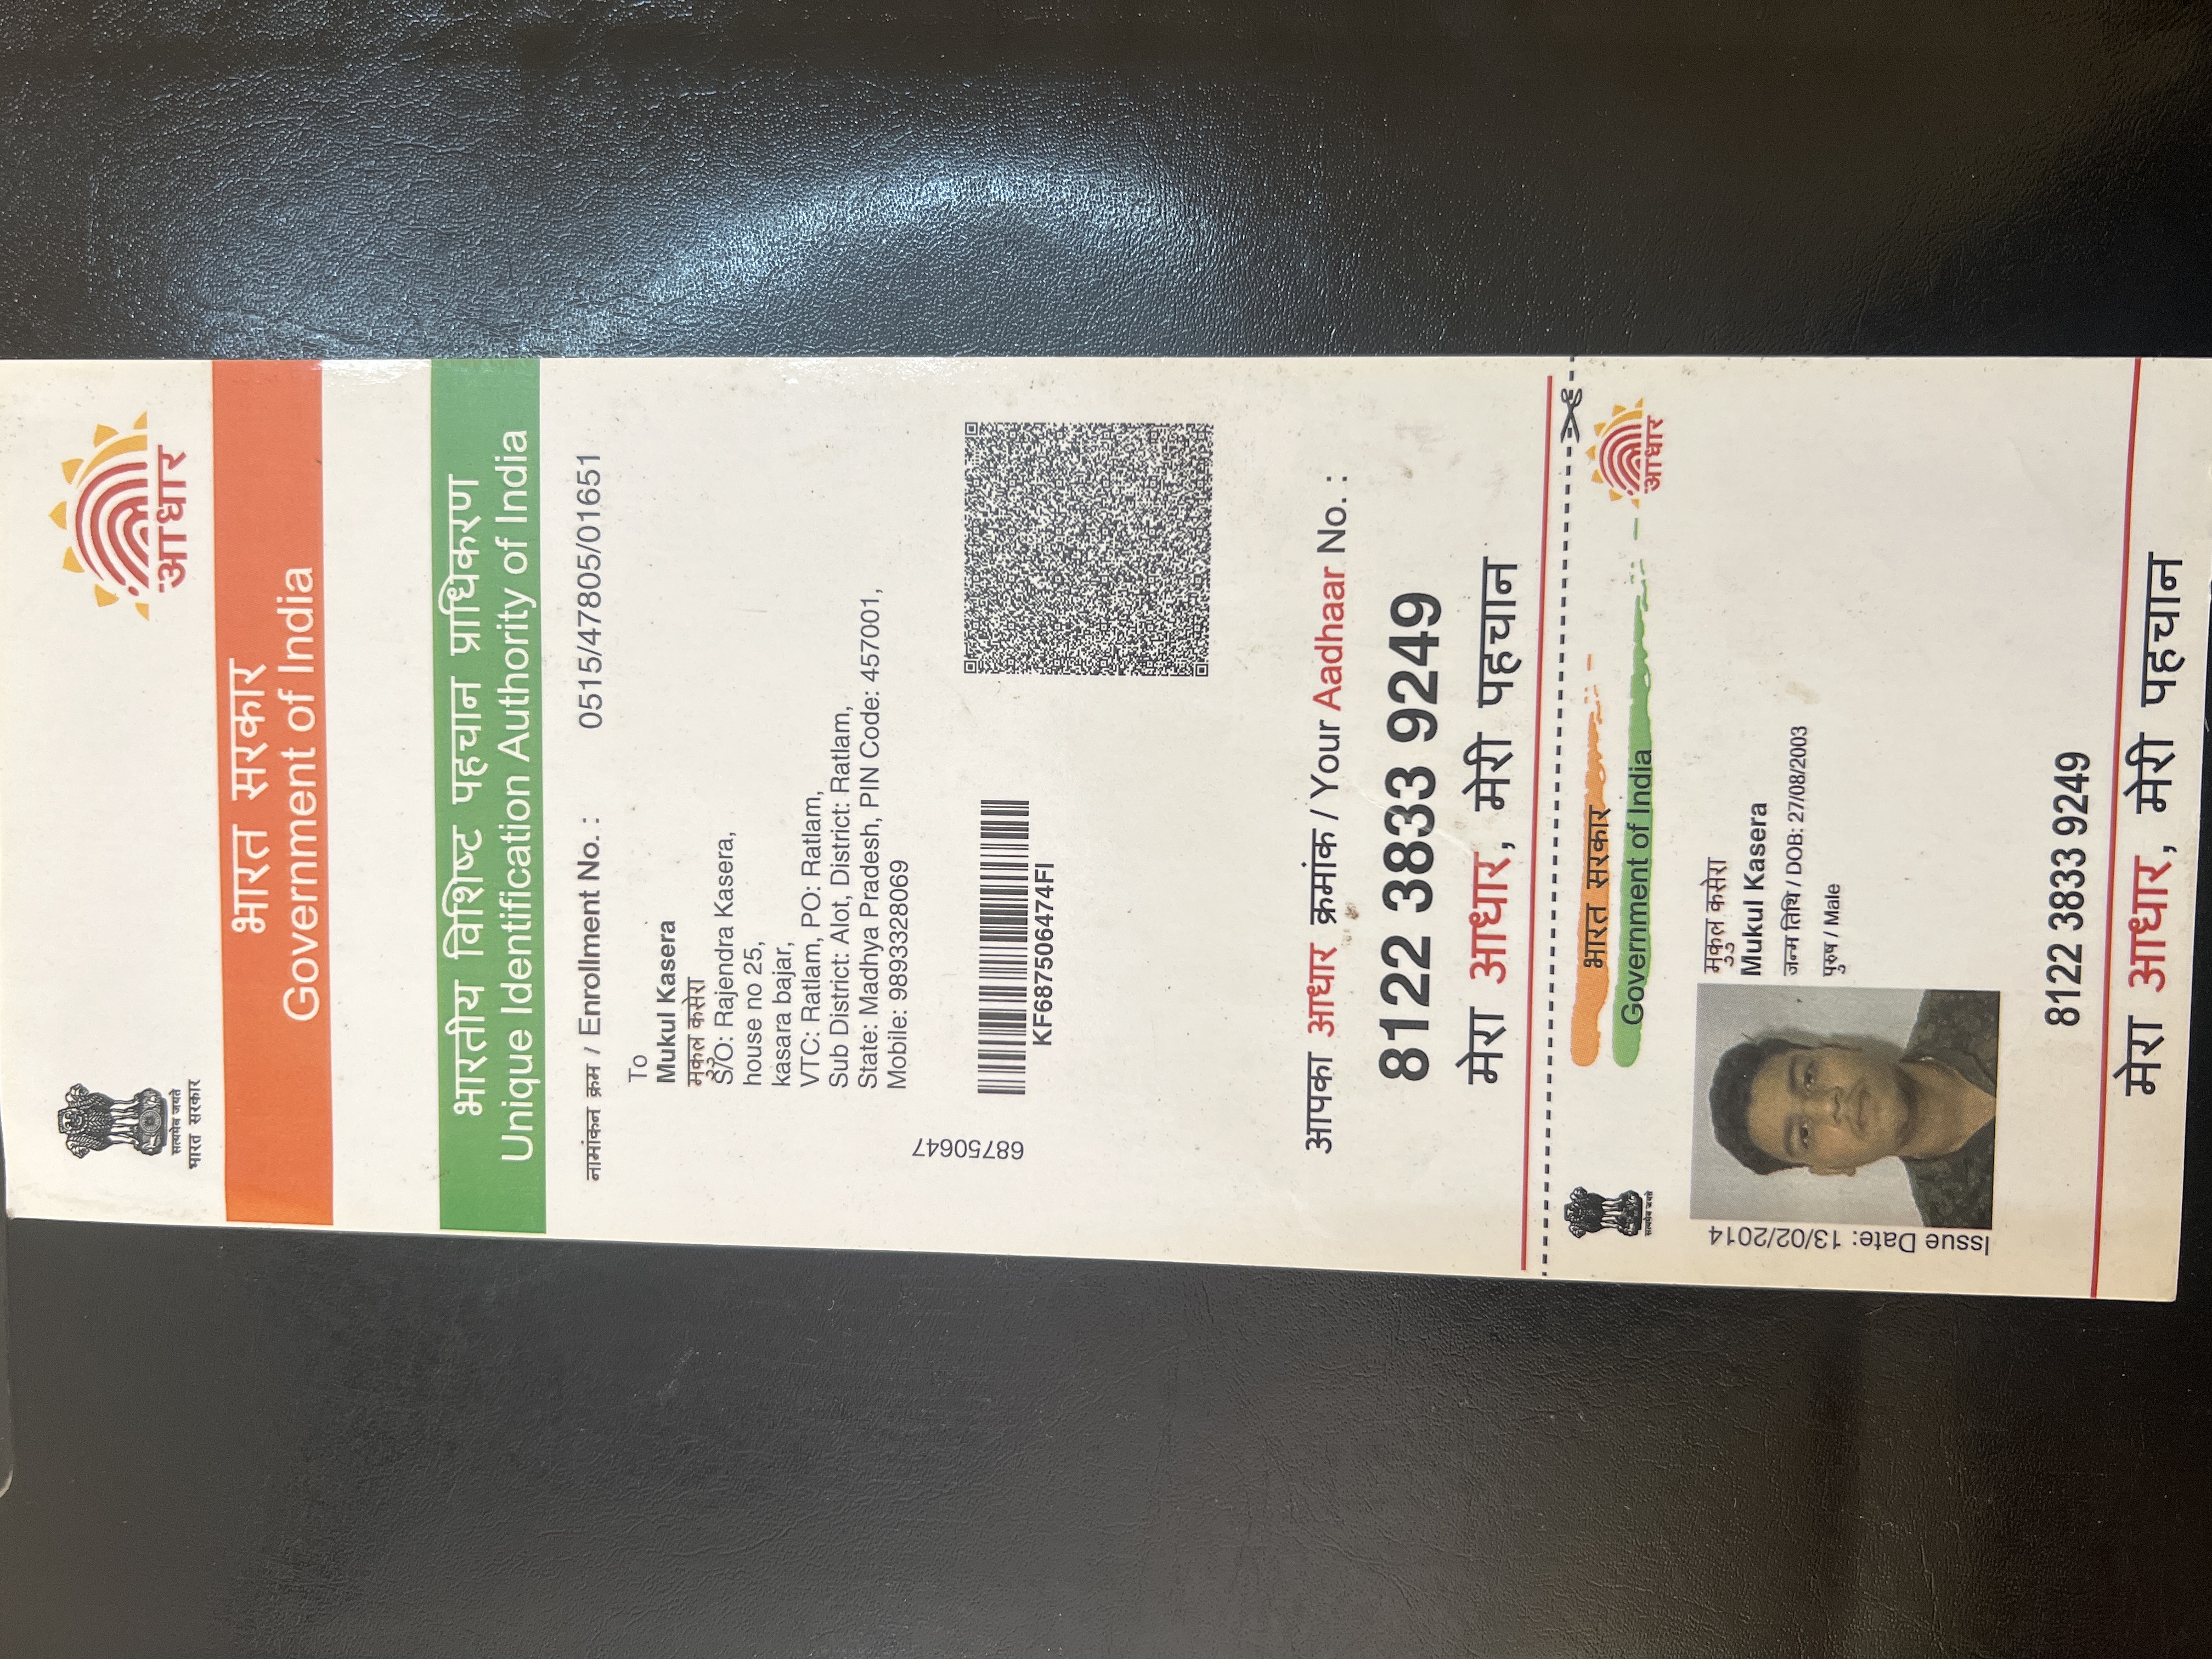 सत्यमेव जयते
भारत सरकार
आधार
भारत सरकार
Government of India
भारतीय विशिष्ट पहचान प्राधिकरण
Unique Identification Authority of India
नामांकन क्रम / Enrollment No. : 0515/47805/01651
To
Mukul Kasera
मुकुल कसेरा
S/O: Rajendra Kasera,
house no 25,
kasara bajar,
VTC: Ratlam, PO: Ratlam,
Sub District: Alot, District: Ratlam,
State: Madhya Pradesh, PIN Code: 457001,
Mobile: 9893328069
68750647
KF687506474FI
आपका आधार क्रमांक / Your Aadhaar No. :
8122 3833 9249
मेरा आधार, मेरी पहचान
सत्यमेव जयते
भारत सरकार
Government of India
आधार
Issue Date: 13/02/2014
मुकुल कसेरा
Mukul Kasera
जन्म तिथि / DOB: 27/08/2003
पुरुष / Male
8122 3833 9249
मेरा आधार, मेरी पहचान